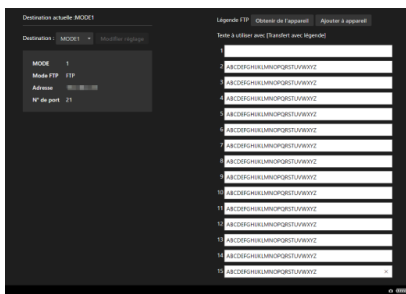 Destination actuelle :MODE1
Destination : MODE1 Modifier réglage
MODE 1
Mode FTP FTP
Adresse
N° de port 21
Légende FTP Obtenir de l'appareil Ajouter à appareil
Texte à utiliser avec [Transfert avec légende]
1
2 ABCDEFGHIJKLMNOPQRSTUVWXYZ
3 ABCDEFGHIJKLMNOPQRSTUVWXYZ
4 ABCDEFGHIJKLMNOPQRSTUVWXYZ
5 ABCDEFGHIJKLMNOPQRSTUVWXYZ
6 ABCDEFGHIJKLMNOPQRSTUVWXYZ
7 ABCDEFGHIJKLMNOPQRSTUVWXYZ
8 ABCDEFGHIJKLMNOPQRSTUVWXYZ
9 ABCDEFGHIJKLMNOPQRSTUVWXYZ
10 ABCDEFGHIJKLMNOPQRSTUVWXYZ
11 ABCDEFGHIJKLMNOPQRSTUVWXYZ
12 ABCDEFGHIJKLMNOPQRSTUVWXYZ
13 ABCDEFGHIJKLMNOPQRSTUVWXYZ
14 ABCDEFGHIJKLMNOPQRSTUVWXYZ
15 ABCDEFGHIJKLMNOPQRSTUVWXYZ ×